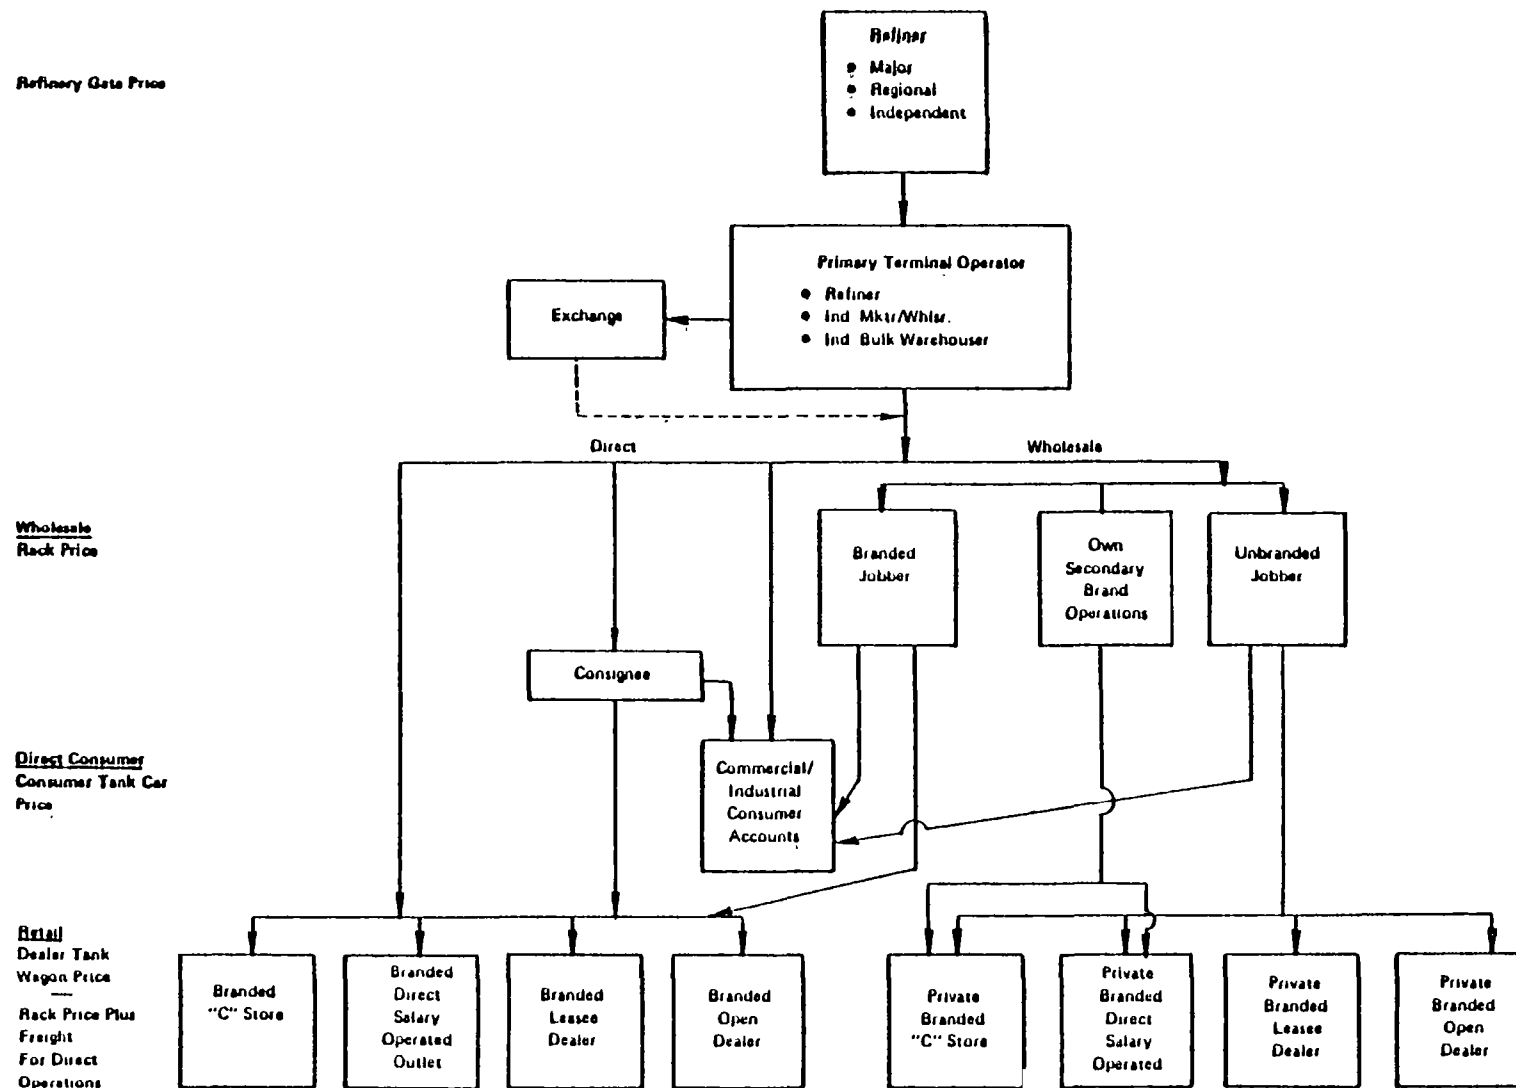 Refinery Gate Price
Refiner
● Major
● Regional
● Independent
Primary Terminal Operator
● Refiner
● Ind Mktr/Whlsr.
● Ind Bulk Warehouser
Exchange
Direct
Wholesale
Wholesale
Rack Price
Branded
Jobber
Own
Secondary
Brand
Operations
Unbranded
Jobber
Consignee
Direct Consumer
Consumer Tank Car
Price
Commercial/
Industrial
Consumer
Accounts
Retail
Dealer Tank
Wagon Price
—
Rack Price Plus
Freight
For Direct
Operations
Branded
"C" Store
Branded
Direct
Salary
Operated
Outlet
Branded
Leasee
Dealer
Branded
Open
Dealer
Private
Branded
"C" Store
Private
Branded
Direct
Salary
Operated
Private
Branded
Leasee
Dealer
Private
Branded
Open
Dealer